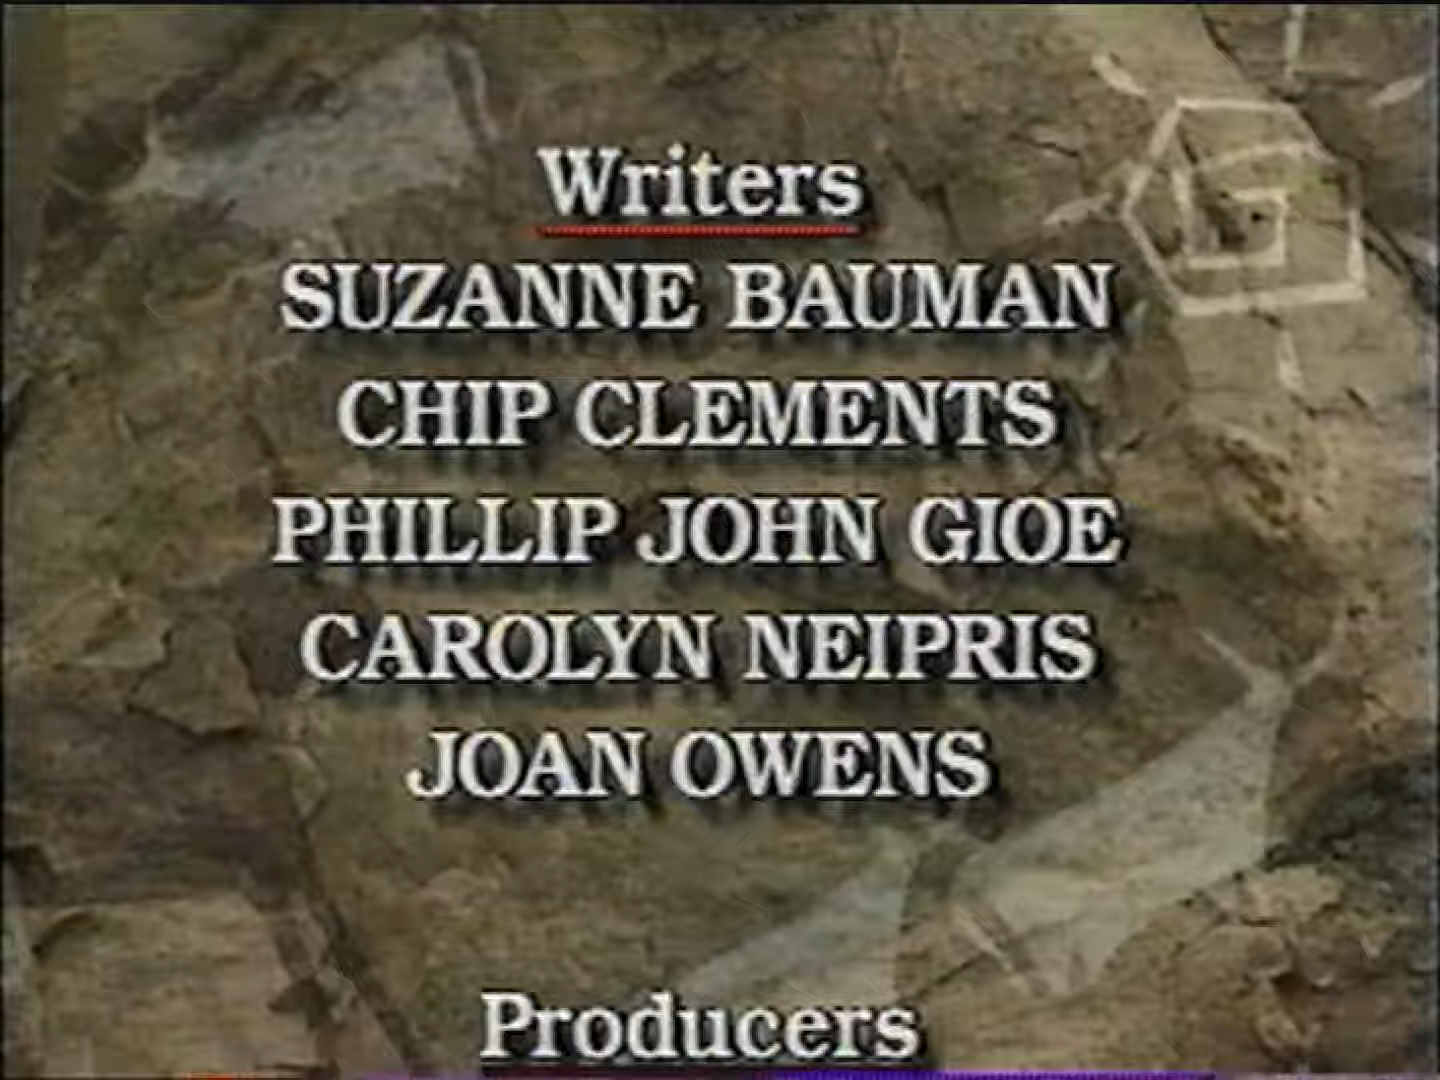 Writers
SUZANNE BAUMAN
CHIP CLEMENTS
PHILLIP JOHN GIOE
CAROLYN NEIPRIS
JOAN OWENS
Producers